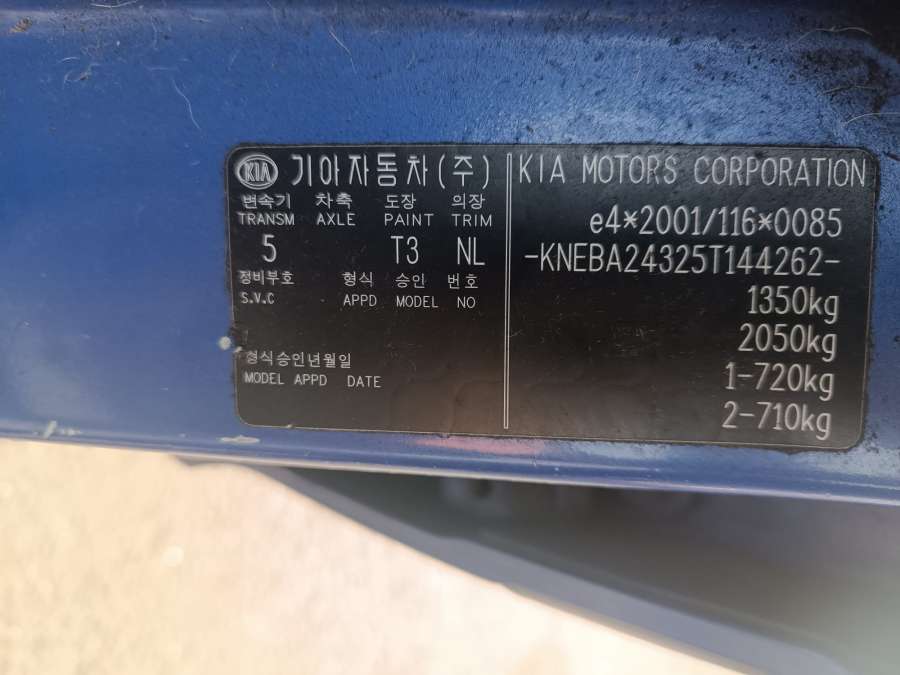 KIA 기아자동차(주)
변속기 차축 도장 의장
TRANSM AXLE PAINT TRIM
5 T3 NL
정비부호 형식 승인 번호
S.V.C APPD MODEL NO
형식승인년월일
MODEL APPD DATE
KIA MOTORS CORPORATION
e4*2001/116*0085
-KNEBA24325T144262-
1350kg
2050kg
1-720kg
2-710kg